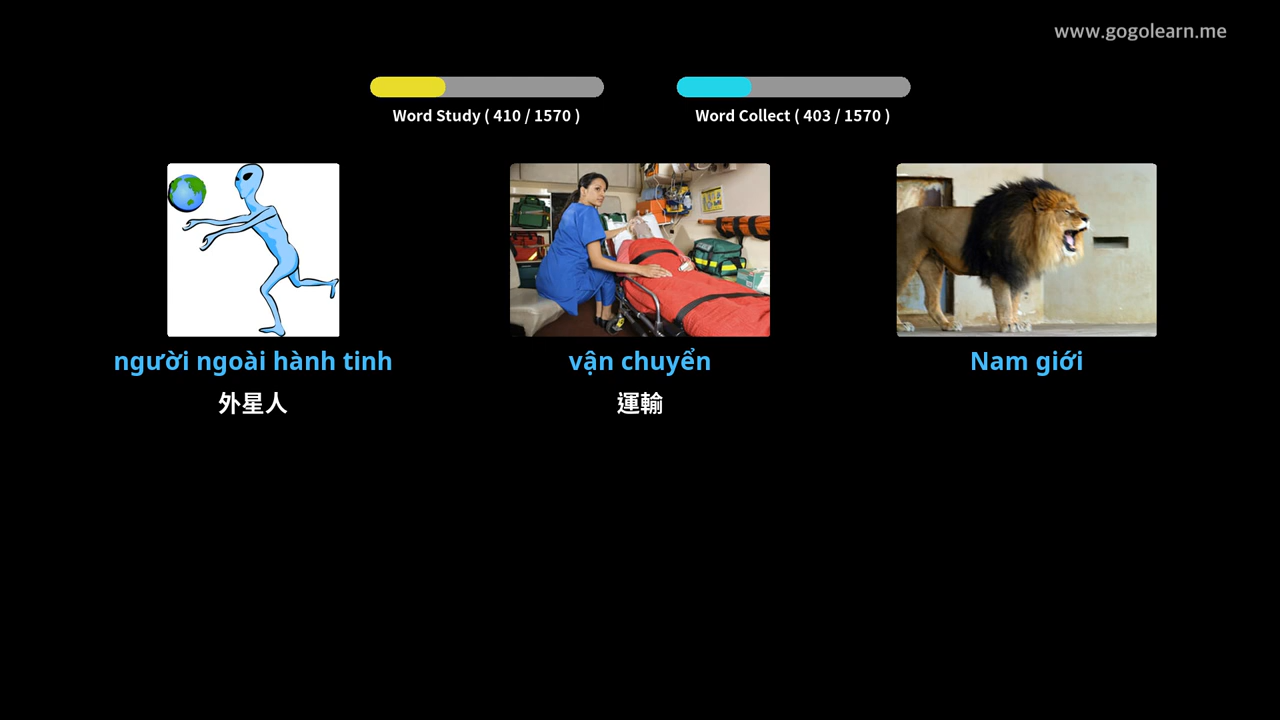 www.gogolearn.me
Word Study ( 410 / 1570 )
Word Collect ( 403 / 1570 )
người ngoài hành tinh
vận chuyển
Nam giới
外星人
運輸